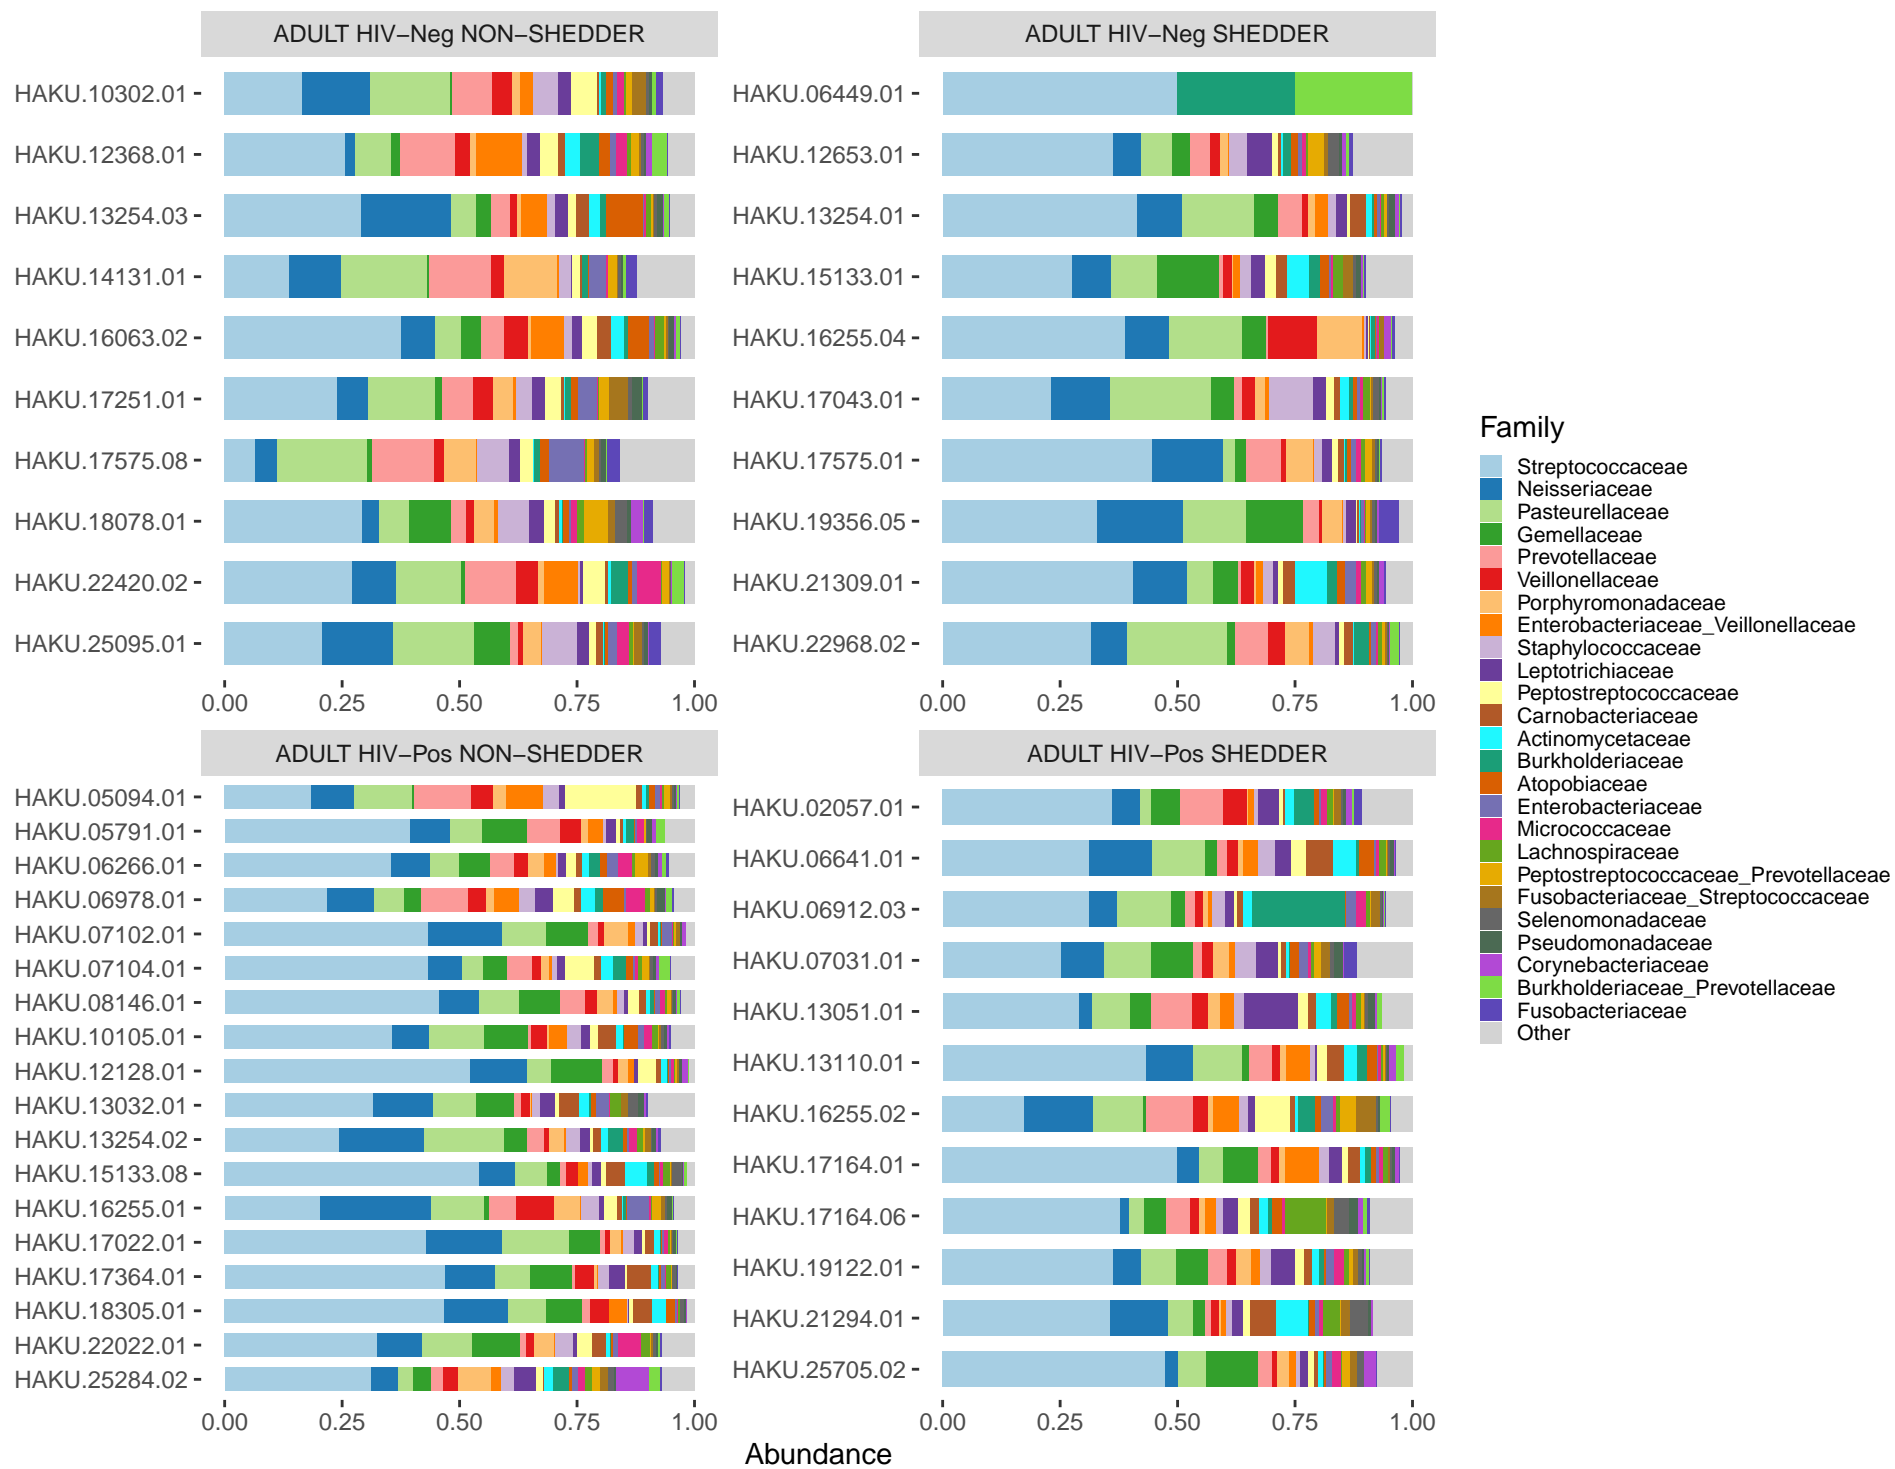 ADULT HIV−Neg NON−SHEDDER
HAKU.10302.01
HAKU.12368.01
HAKU.13254.03
HAKU.14131.01
HAKU.16063.02
HAKU.17251.01
HAKU.17575.08
HAKU.18078.01
HAKU.22420.02
HAKU.25095.01
0.00 0.25 0.50 0.75 1.00
ADULT HIV−Neg SHEDDER
HAKU.06449.01
HAKU.12653.01
HAKU.13254.01
HAKU.15133.01
HAKU.16255.04
HAKU.17043.01
HAKU.17575.01
HAKU.19356.05
HAKU.21309.01
HAKU.22968.02
0.00 0.25 0.50 0.75 1.00
ADULT HIV−Pos NON−SHEDDER
HAKU.05094.01
HAKU.05791.01
HAKU.06266.01
HAKU.06978.01
HAKU.07102.01
HAKU.07104.01
HAKU.08146.01
HAKU.10105.01
HAKU.12128.01
HAKU.13032.01
HAKU.13254.02
HAKU.15133.08
HAKU.16255.01
HAKU.17022.01
HAKU.17364.01
HAKU.18305.01
HAKU.22022.01
HAKU.25284.02
0.00 0.25 0.50 0.75 1.00
ADULT HIV−Pos SHEDDER
HAKU.02057.01
HAKU.06641.01
HAKU.06912.03
HAKU.07031.01
HAKU.13051.01
HAKU.13110.01
HAKU.16255.02
HAKU.17164.01
HAKU.17164.06
HAKU.19122.01
HAKU.21294.01
HAKU.25705.02
0.00 0.25 0.50 0.75 1.00
Abundance
Family
Streptococcaceae
Neisseriaceae
Pasteurellaceae
Gemellaceae
Prevotellaceae
Veillonellaceae
Porphyromonadaceae
Enterobacteriaceae_Veillonellaceae
Staphylococcaceae
Leptotrichiaceae
Peptostreptococcaceae
Carnobacteriaceae
Actinomycetaceae
Burkholderiaceae
Atopobiaceae
Enterobacteriaceae
Micrococcaceae
Lachnospiraceae
Peptostreptococcaceae_Prevotellaceae
Fusobacteriaceae_Streptococcaceae
Selenomonadaceae
Pseudomonadaceae
Corynebacteriaceae
Burkholderiaceae_Prevotellaceae
Fusobacteriaceae
Other